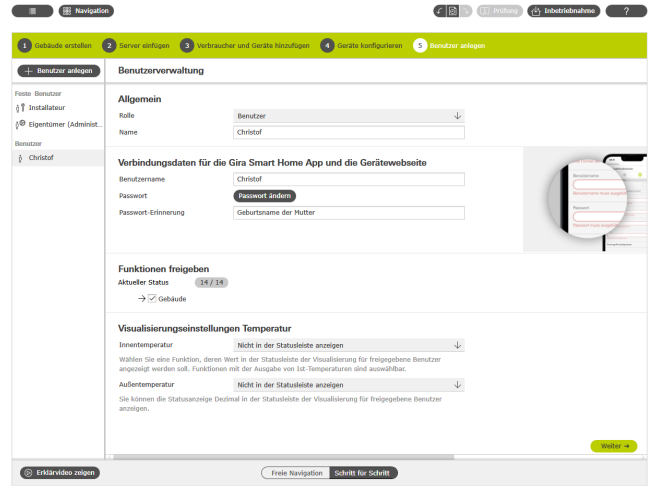 Navigation
Prüfung
Inbetriebnahme
?
1 Gebäude erstellen
2 Server einfügen
3 Verbraucher und Geräte hinzufügen
4 Geräte konfigurieren
5 Benutzer anlegen
+ Benutzer anlegen
Benutzerverwaltung
Feste Benutzer
Installateur
Eigentümer (Administ...
Benutzer
Christof
Allgemein
Rolle
Benutzer
Name
Christof
Verbindungsdaten für die Gira Smart Home App und die Gerätewebseite
Benutzername
Christof
Passwort
Passwort ändern
Passwort-Erinnerung
Geburtsname der Mutter
Benutzername
Passwort
Funktionen freigeben
Aktueller Status
14 / 14
Gebäude
Visualisierungseinstellungen Temperatur
Innentemperatur
Nicht in der Statusleiste anzeigen
Wählen Sie eine Funktion, deren Wert in der Statusleiste der Visualisierung für freigegebene Benutzer
angezeigt werden soll. Funktionen mit der Ausgabe von Ist-Temperaturen sind auswählbar.
Außentemperatur
Nicht in der Statusleiste anzeigen
Sie können die Statusanzeige Dezimal in der Statusleiste der Visualisierung für freigegebene Benutzer
anzeigen.
Weiter
Erklärvideo zeigen
Freie Navigation
Schritt für Schritt